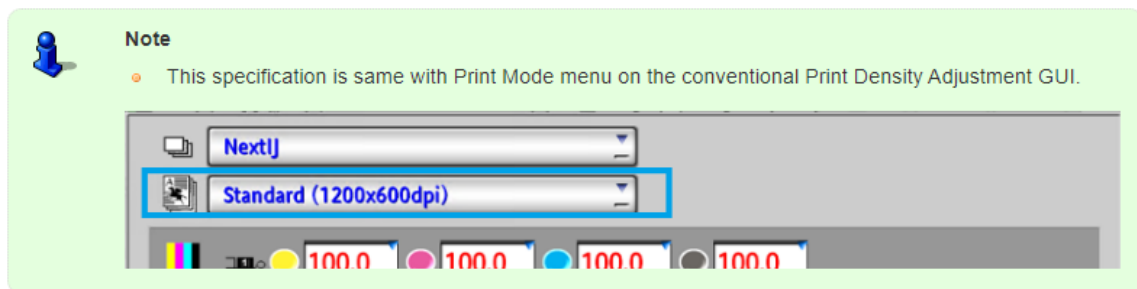 Note
This specification is same with Print Mode menu on the conventional Print Density Adjustment GUI.
NextIJ
Standard (1200x600dpi)
100.0 100.0 100.0 100.0